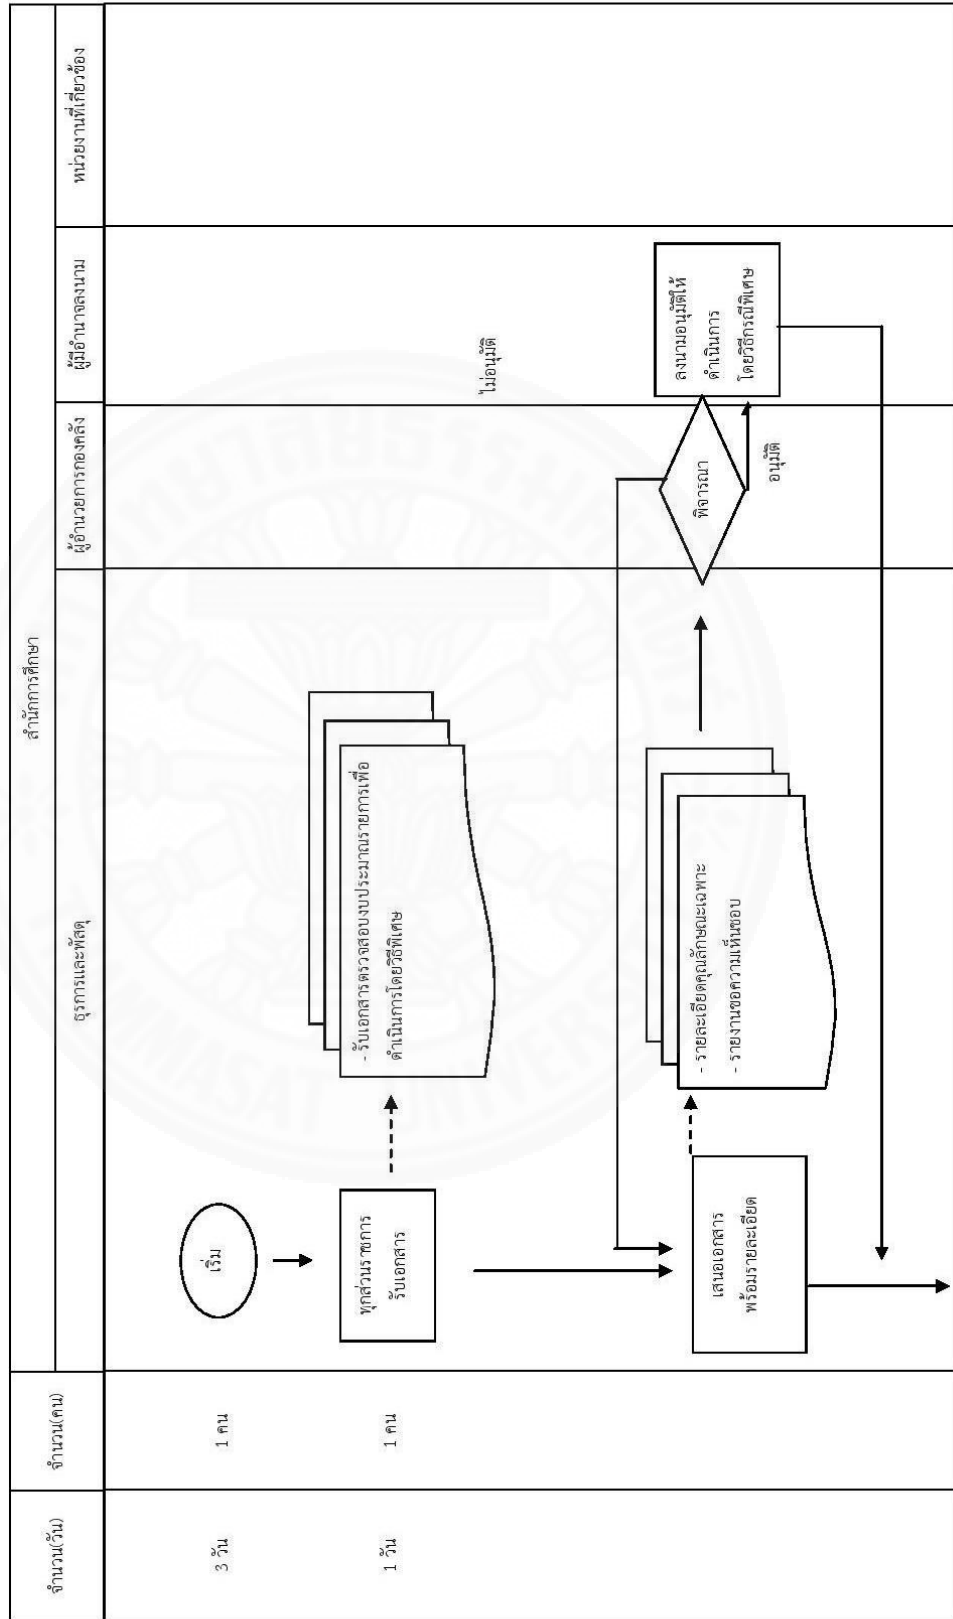 สำนักการศึกษา
จำนวน(วัน)
จำนวน(คน)
ธุรการและพัสดุ
ผู้อำนวยการกองคลัง
ผู้มีอำนาจลงนาม
หน่วยงานที่เกี่ยวข้อง
3 วัน
1 คน
เริ่ม
1 วัน
1 คน
ทุกส่วนราชการ
รับเอกสาร
- รับเอกสารตรวจสอบงบประมาณรายการเพื่อ
ดำเนินการโดยวิธีพิเศษ
ไม่อนุมัติ
เสนอเอกสาร
พร้อมรายละเอียด
- รายละเอียดคุณลักษณะเฉพาะ
- รายงานขอความเห็นชอบ
พิจารณา
อนุมัติ
ลงนามอนุมัติให้
ดำเนินการ
โดยวิธีกรณีพิเศษ